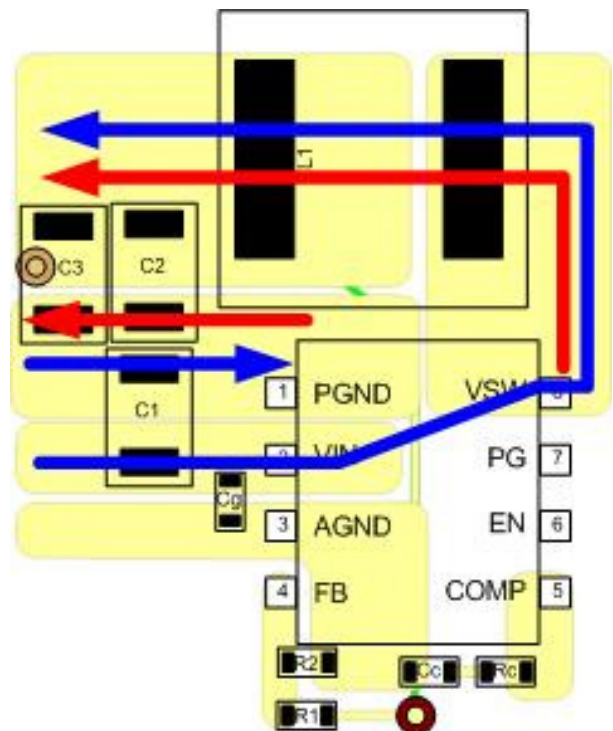 L1
C3
C2
C1
1 PGND
VSW
VIN
PG 7
Cg
3 AGND
EN 6
4 FB
COMP 5
R2
Cc
Rc
R1